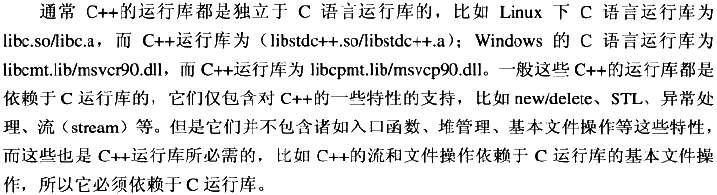 通常 C++的运行库都是独立于 C 语言运行库的，比如 Linux 下 C 语言运行库为
libc.so/libc.a，而 C++运行库为（libstdc++.so/libstdc++.a）；Windows 的 C 语言运行库为
libcmt.lib/msvcr90.dll，而 C++运行库为 libcpmt.lib/msvcp90.dll。一般这些 C++的运行库都是
依赖于 C 运行库的，它们仅包含对 C++的一些特性的支持，比如 new/delete、STL、异常处
理、流（stream）等。但是它们并不包含诸如入口函数、堆管理、基本文件操作等这些特性，
而这些也是 C++运行库所必需的，比如 C++的流和文件操作依赖于 C 运行库的基本文件操
作，所以它必须依赖于 C 运行库。